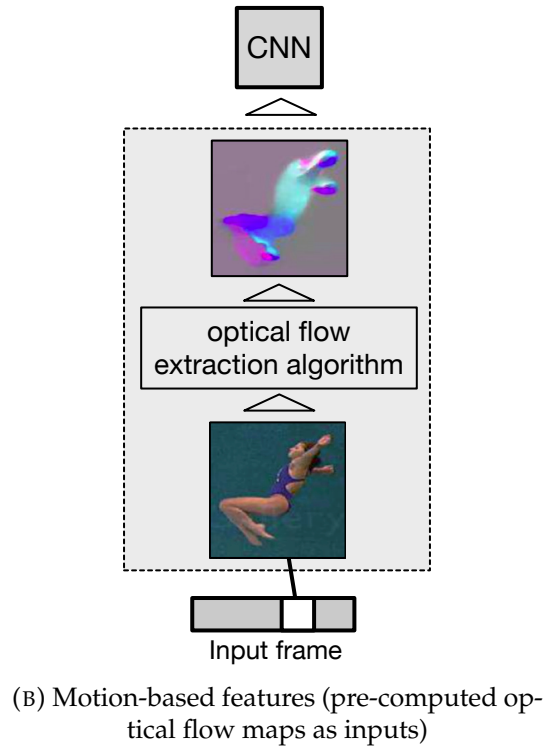 CNN
optical flow
extraction algorithm
Input frame
(B) Motion-based features (pre-computed op-
tical flow maps as inputs)